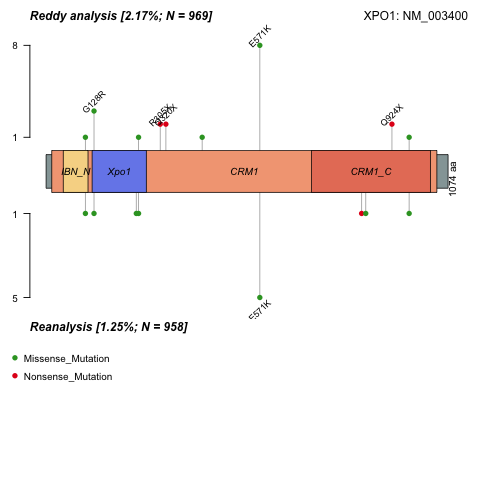 Reddy analysis [2.17%; N = 969]
XPO1: NM_003400
8
E571K
G128R
Q924X
1
IBN_N
Xpo1
CRM1
CRM1_C
1074 aa
1
5
E571K
Reanalysis [1.25%; N = 958]
Missense_Mutation
Nonsense_Mutation